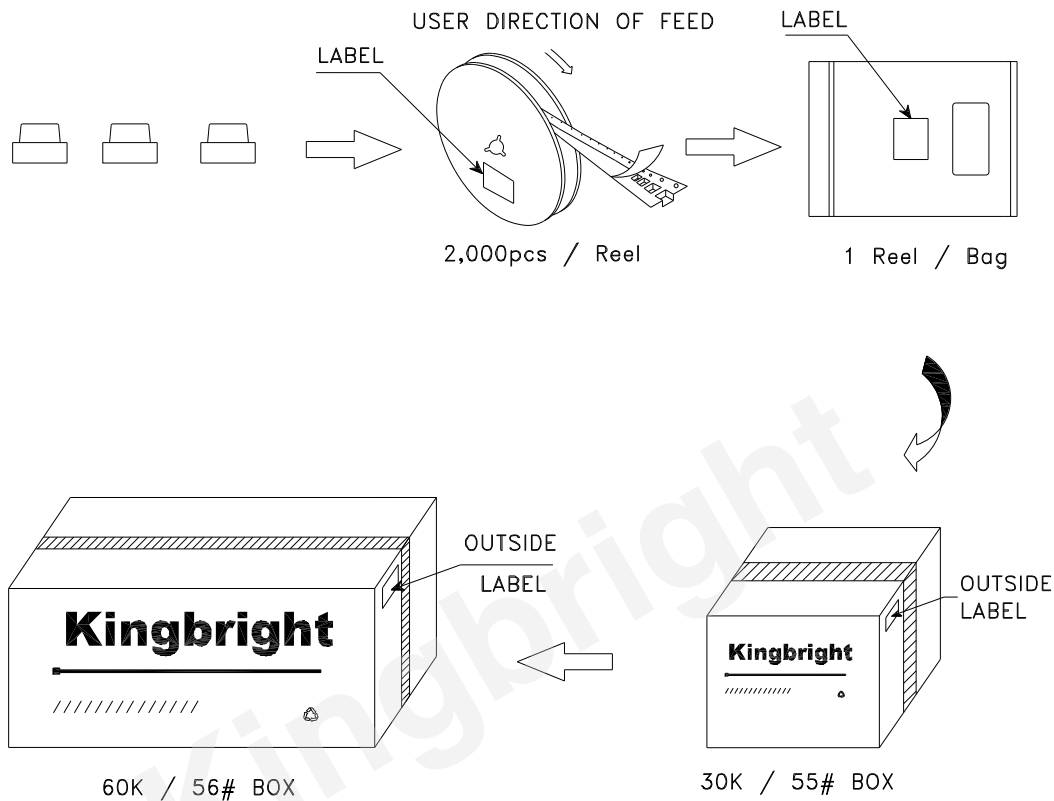 USER DIRECTION OF FEED
LABEL
LABEL
2,000pcs / Reel
1 Reel / Bag
OUTSIDE
LABEL
OUTSIDE
LABEL
Kingbright
Kingbright
60K / 56# BOX
30K / 55# BOX
Kingbright